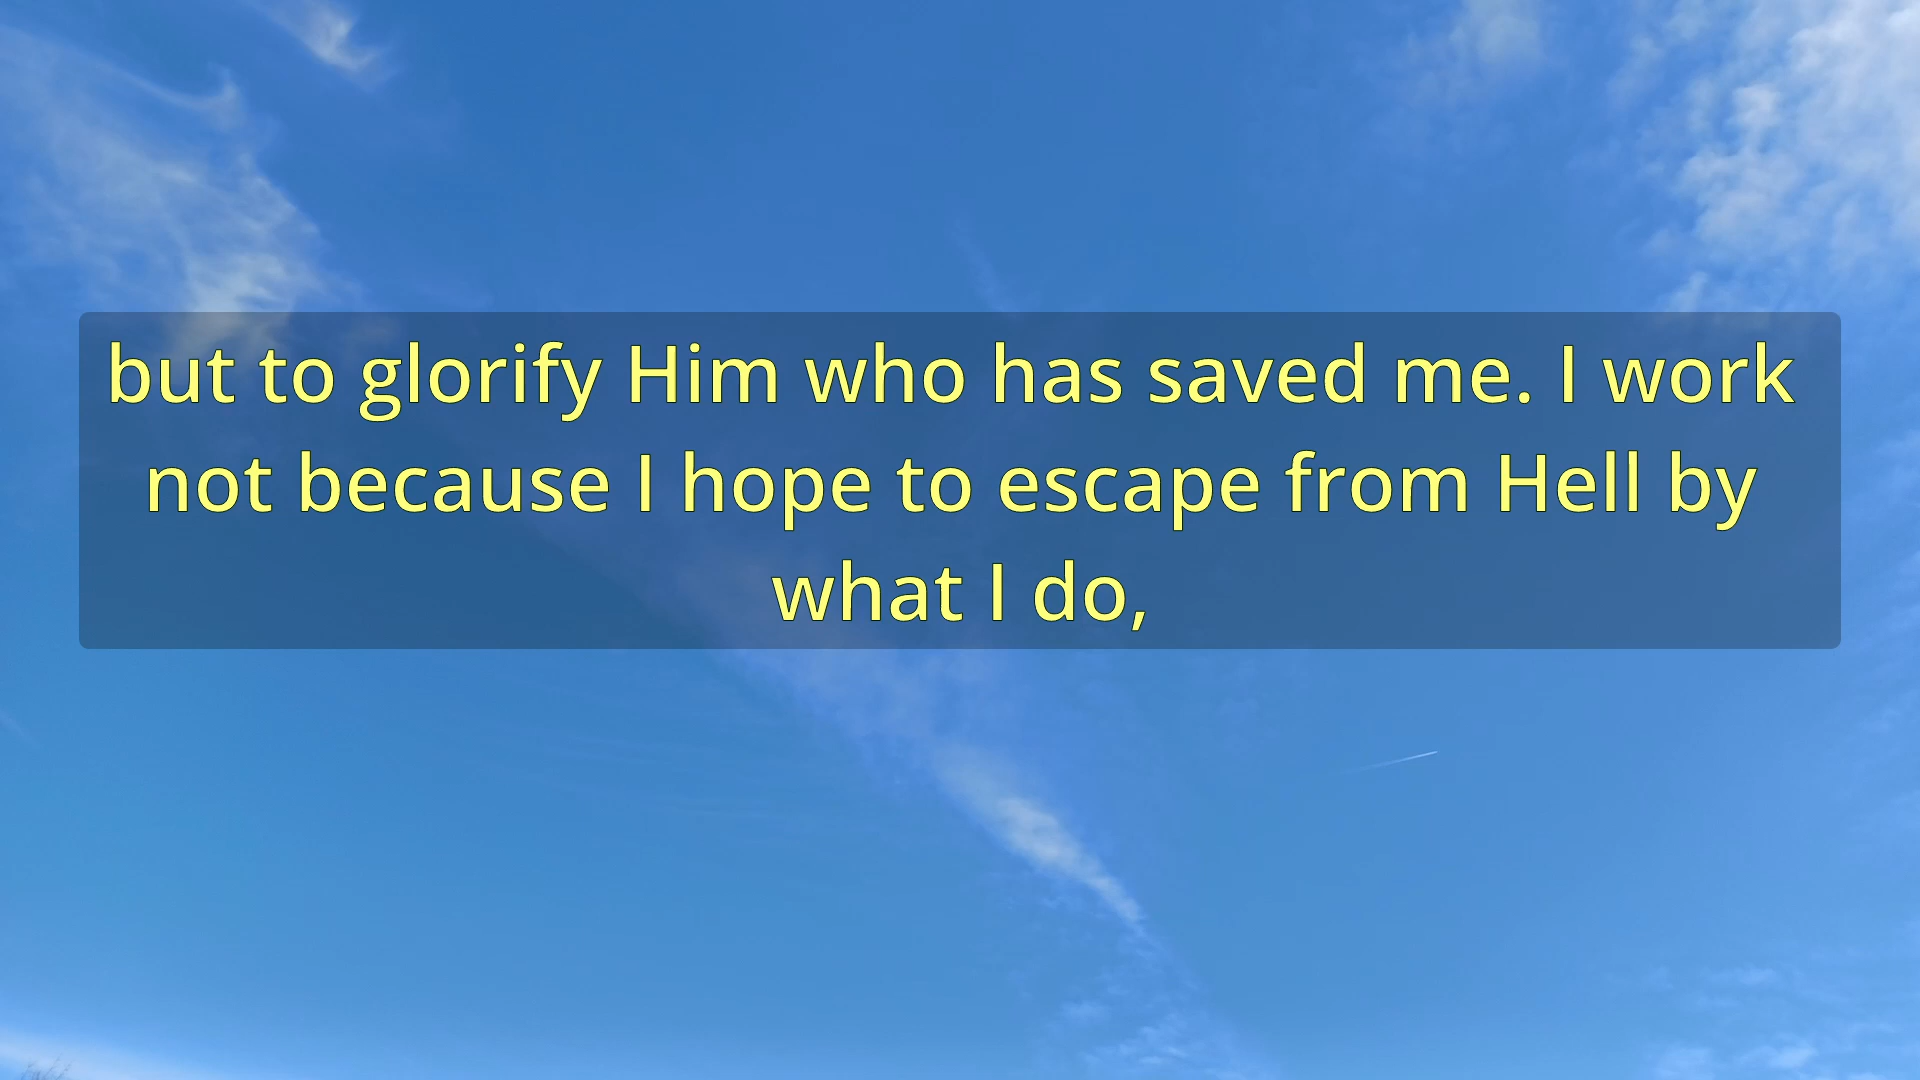 but to glorify Him who has saved me. I work
not because I hope to escape from Hell by
what I do,